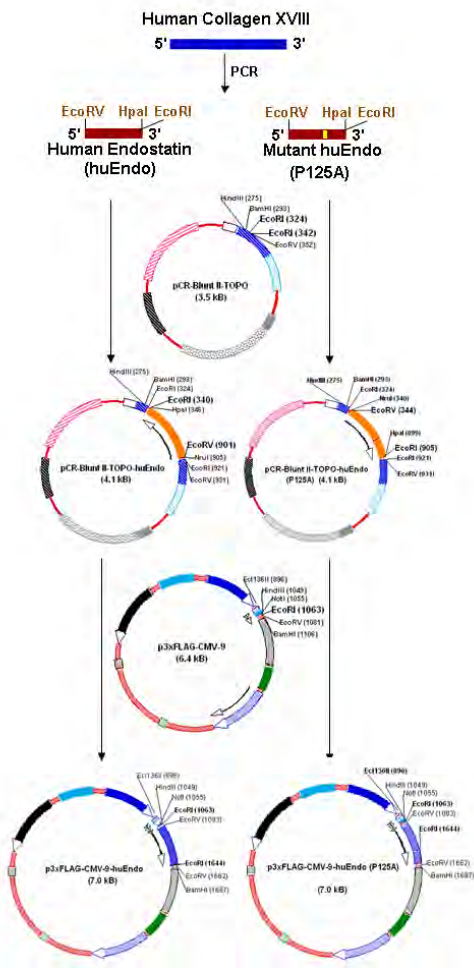 Human Collagen XVIII
5' 3'
PCR
EcoRV HpaI EcoRI
5' 3'
Human Endostatin
(huEndo)
EcoRV HpaI EcoRI
5' 3'
Mutant huEndo
(P125A)
HindIII (275)
BamHI (293)
EcoRI (324)
EcoRI (342)
EcoRV (352)
pCR-Blunt II-TOPO
(3.5 kB)
HindIII (275)
BamHI (293)
EcoRI (324)
EcoRI (340)
HpaI (346)
EcoRV (901)
NruI (905)
EcoRI (921)
EcoRV (931)
pCR-Blunt II-TOPO-huEndo
(4.1 kB)
HindIII (275)
BamHI (293)
EcoRI (324)
NruI (340)
EcoRV (344)
HpaI (899)
EcoRI (905)
EcoRI (921)
EcoRV (931)
pCR-Blunt II-TOPO-huEndo
(P125A) (4.1 kB)
Ecl136II (896)
HindIII (1049)
NotI (1055)
EcoRI (1063)
EcoRV (1081)
BamHI (1106)
p3xFLAG-CMV-9
(6.4 kB)
Ecl136II (896)
HindIII (1049)
NotI (1055)
EcoRI (1063)
EcoRV (1083)
EcoRI (1644)
EcoRV (1662)
BamHI (1687)
p3xFLAG-CMV-9-huEndo
(7.0 kB)
Ecl136II (896)
HindIII (1049)
NotI (1055)
EcoRI (1063)
EcoRV (1083)
EcoRI (1644)
EcoRV (1662)
BamHI (1687)
p3xFLAG-CMV-9-huEndo (P125A)
(7.0 kB)